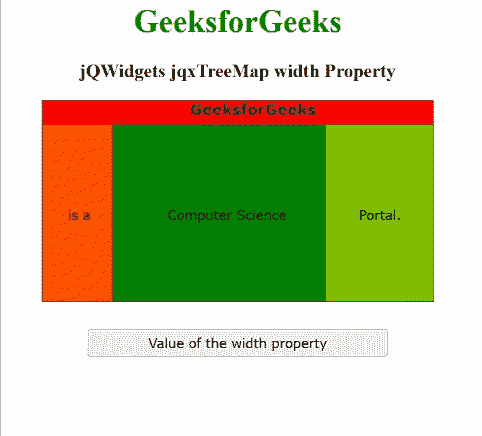 GeeksforGeeks
jQWidgets jqxTreeMap width Property
GeeksforGeeks
is a
Computer Science
Portal.
Value of the width property